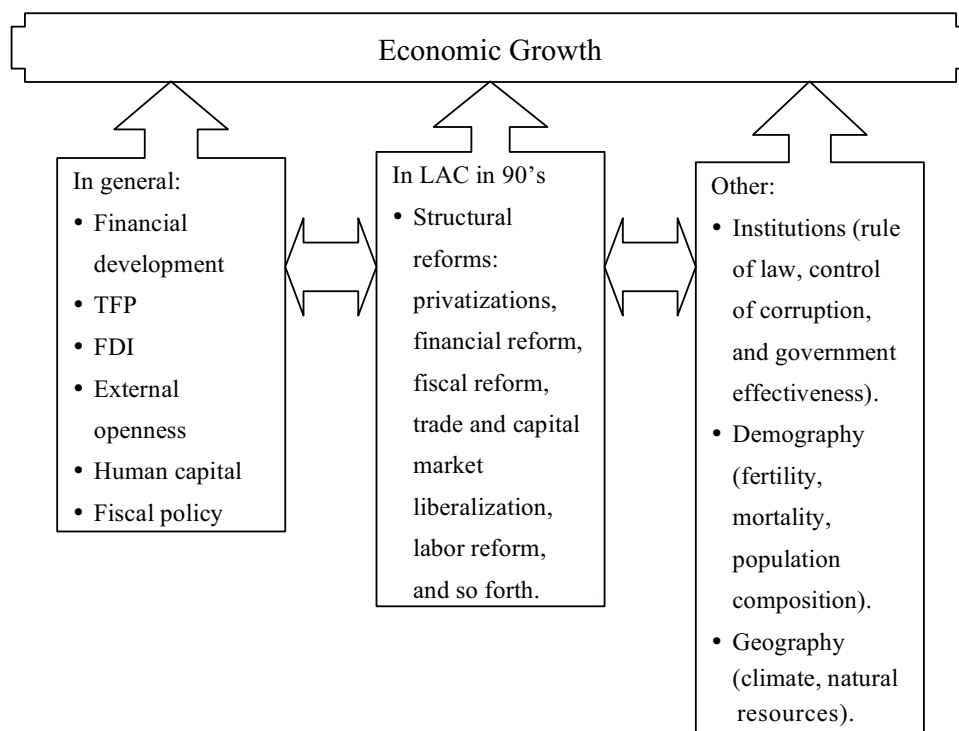 Economic Growth
In general:
• Financial
development
• TFP
• FDI
• External
openness
• Human capital
• Fiscal policy
In LAC in 90’s
• Structural
reforms:
privatizations,
financial reform,
fiscal reform,
trade and capital
market
liberalization,
labor reform,
and so forth.
Other:
• Institutions (rule
of law, control
of corruption,
and government
effectiveness).
• Demography
(fertility,
mortality,
population
composition).
• Geography
(climate, natural
resources).